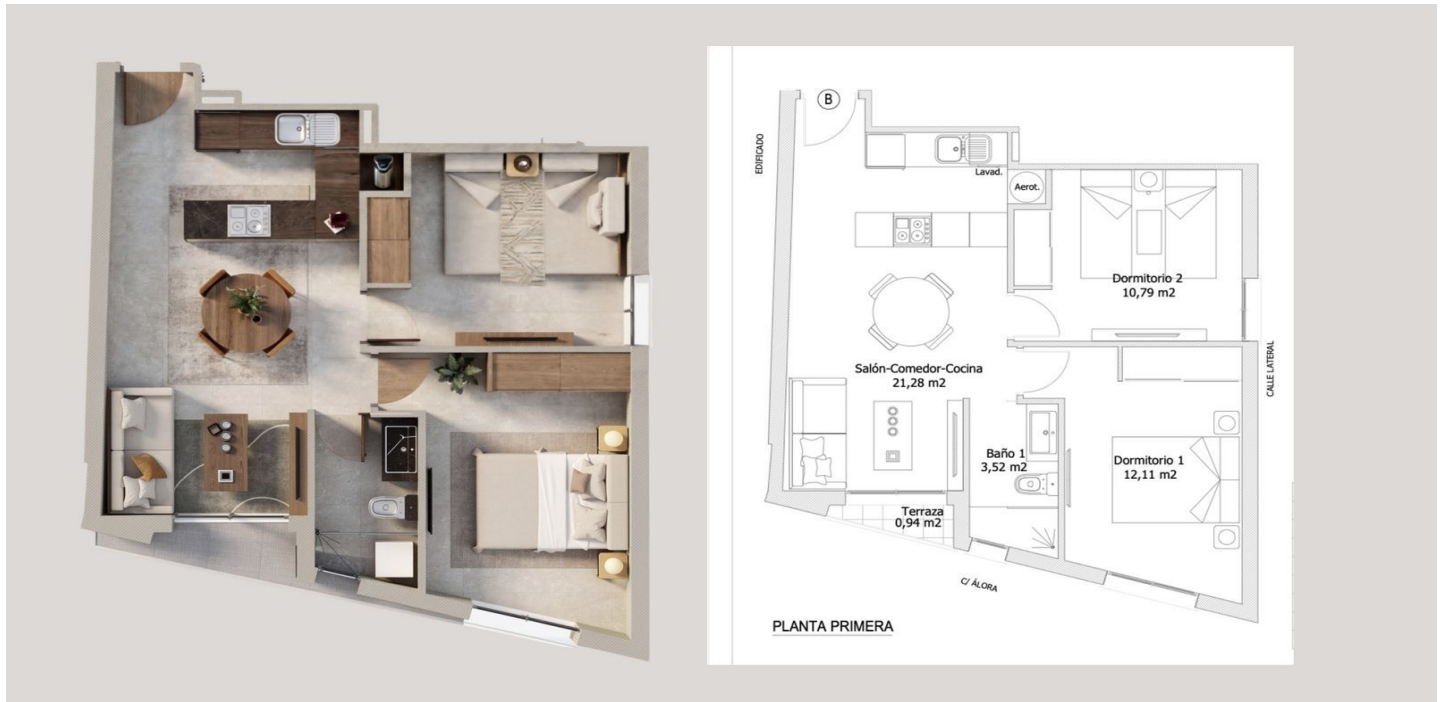 B
EDIFICADO
Lavad.
Aerot.
Dormitorio 2
10,79 m2
Salón-Comedor-Cocina
21,28 m2
CALLE LATERAL
Baño 1
3,52 m2
Dormitorio 1
12,11 m2
Terraza
0,94 m2
C/ ÁLORA
PLANTA PRIMERA